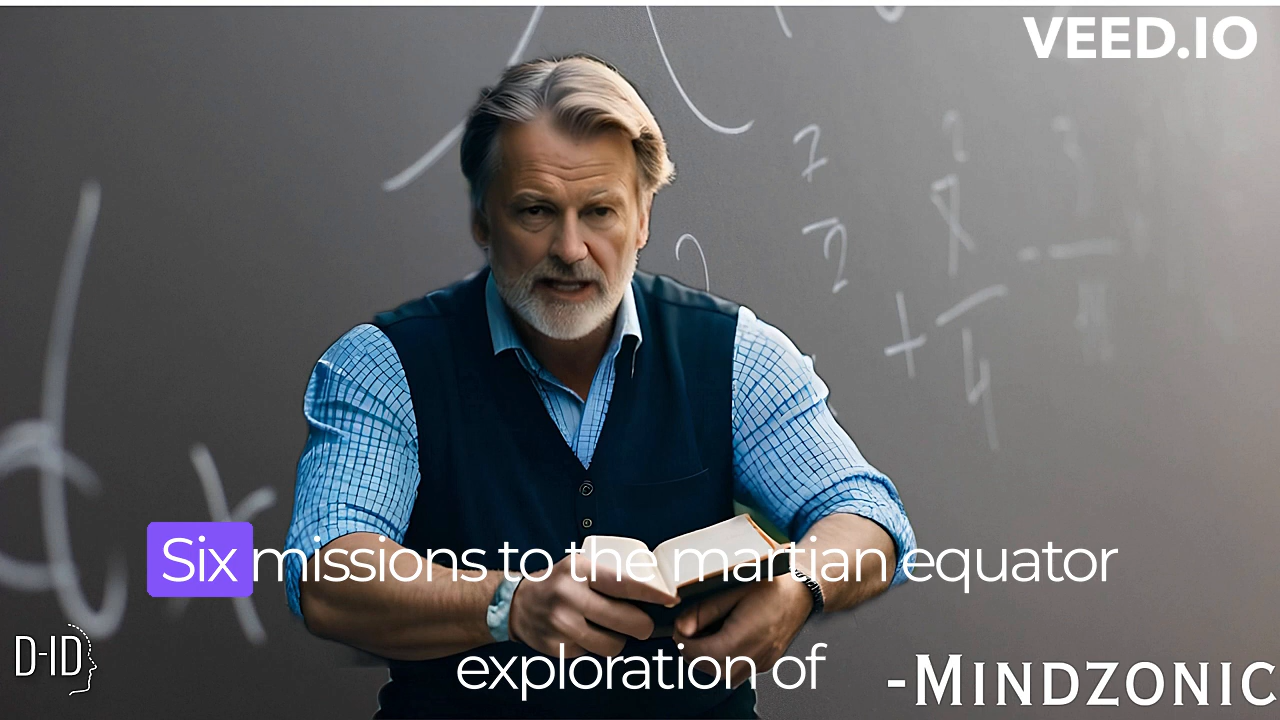 VEED.IO
Six missions to the martian equator
exploration of
D-ID
-MINDZONIC